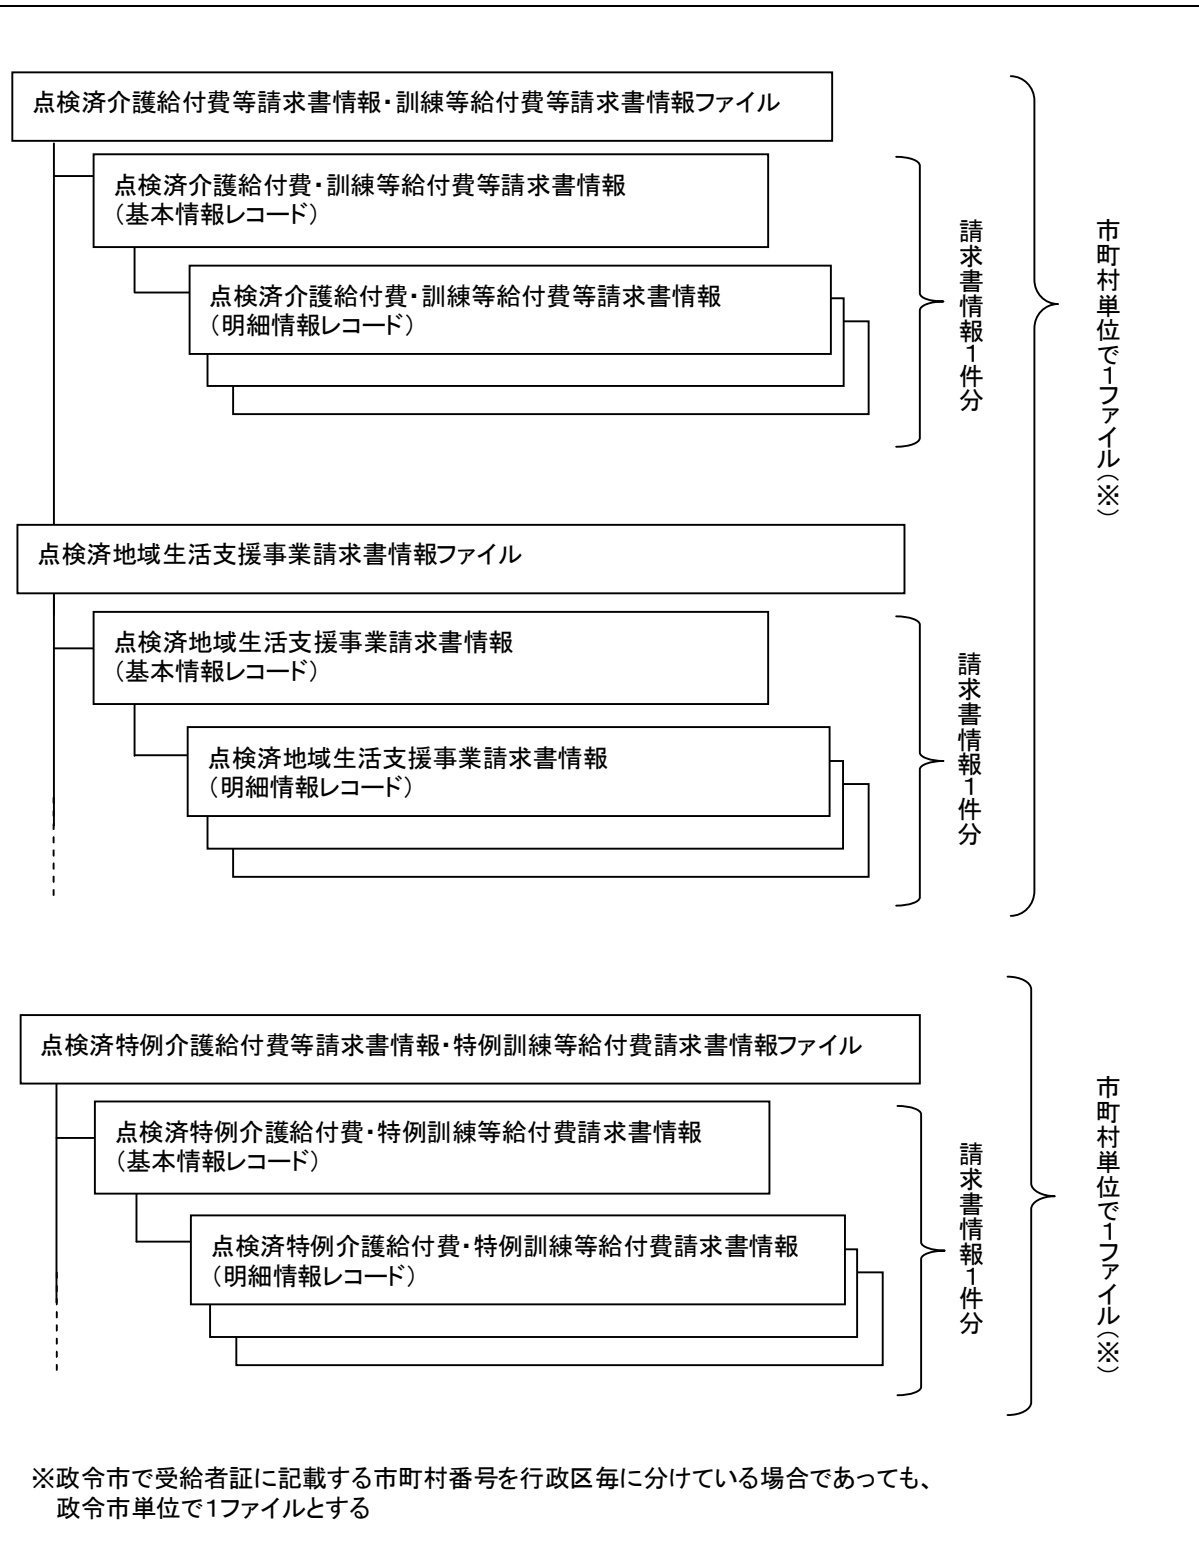 点検済介護給付費等請求書情報・訓練等給付費等請求書情報ファイル
点検済介護給付費・訓練等給付費等請求書情報
（基本情報レコード）
点検済介護給付費・訓練等給付費等請求書情報
（明細情報レコード）
請求書情報１件分
市町村単位で１ファイル（※）
点検済地域生活支援事業請求書情報ファイル
点検済地域生活支援事業請求書情報
（基本情報レコード）
点検済地域生活支援事業請求書情報
（明細情報レコード）
請求書情報１件分
点検済特例介護給付費等請求書情報・特例訓練等給付費請求書情報ファイル
点検済特例介護給付費・特例訓練等給付費請求書情報
（基本情報レコード）
点検済特例介護給付費・特例訓練等給付費請求書情報
（明細情報レコード）
請求書情報１件分
市町村単位で１ファイル（※）
※政令市で受給者証に記載する市町村番号を行政区毎に分けている場合であっても、
政令市単位で１ファイルとする